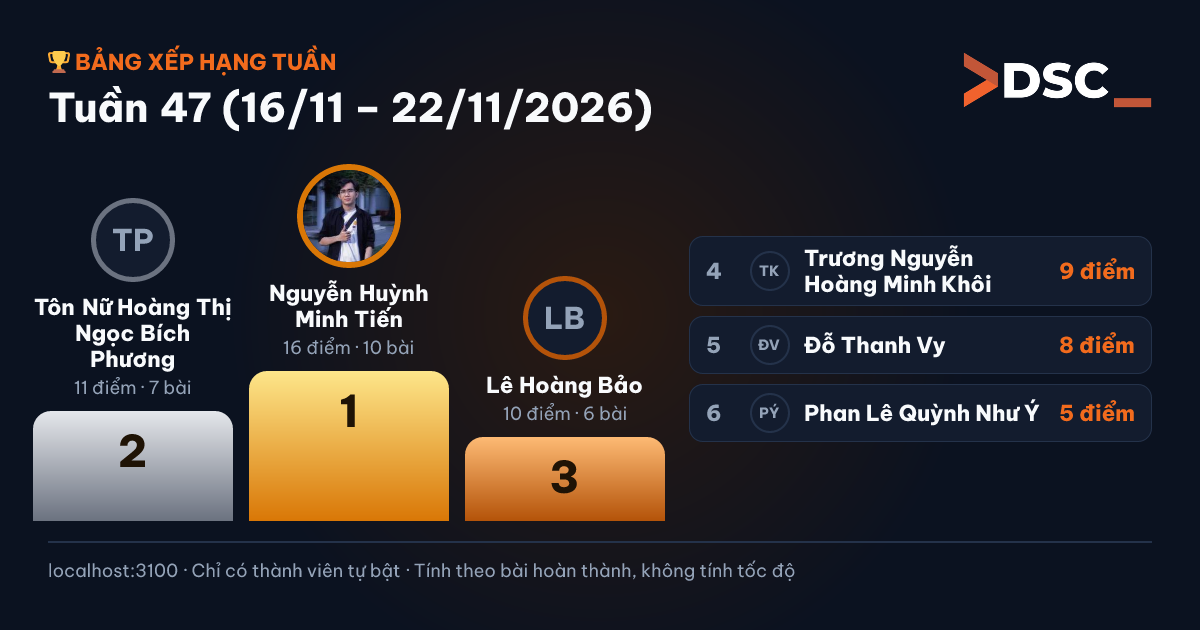 BẢNG XẾP HẠNG TUẦN
Tuần 47 (16/11 – 22/11/2026)
>DSC_
TP
Tôn Nữ Hoàng Thị
Ngọc Bích
Phương
11 điểm · 7 bài
2
Nguyễn Huỳnh
Minh Tiến
16 điểm · 10 bài
1
LB
Lê Hoàng Bảo
10 điểm · 6 bài
3
4 TK Trương Nguyễn
Hoàng Minh Khôi 9 điểm
5 ĐV Đỗ Thanh Vy 8 điểm
6 PÝ Phan Lê Quỳnh Như Ý 5 điểm
localhost:3100 · Chỉ có thành viên tự bật · Tính theo bài hoàn thành, không tính tốc độ